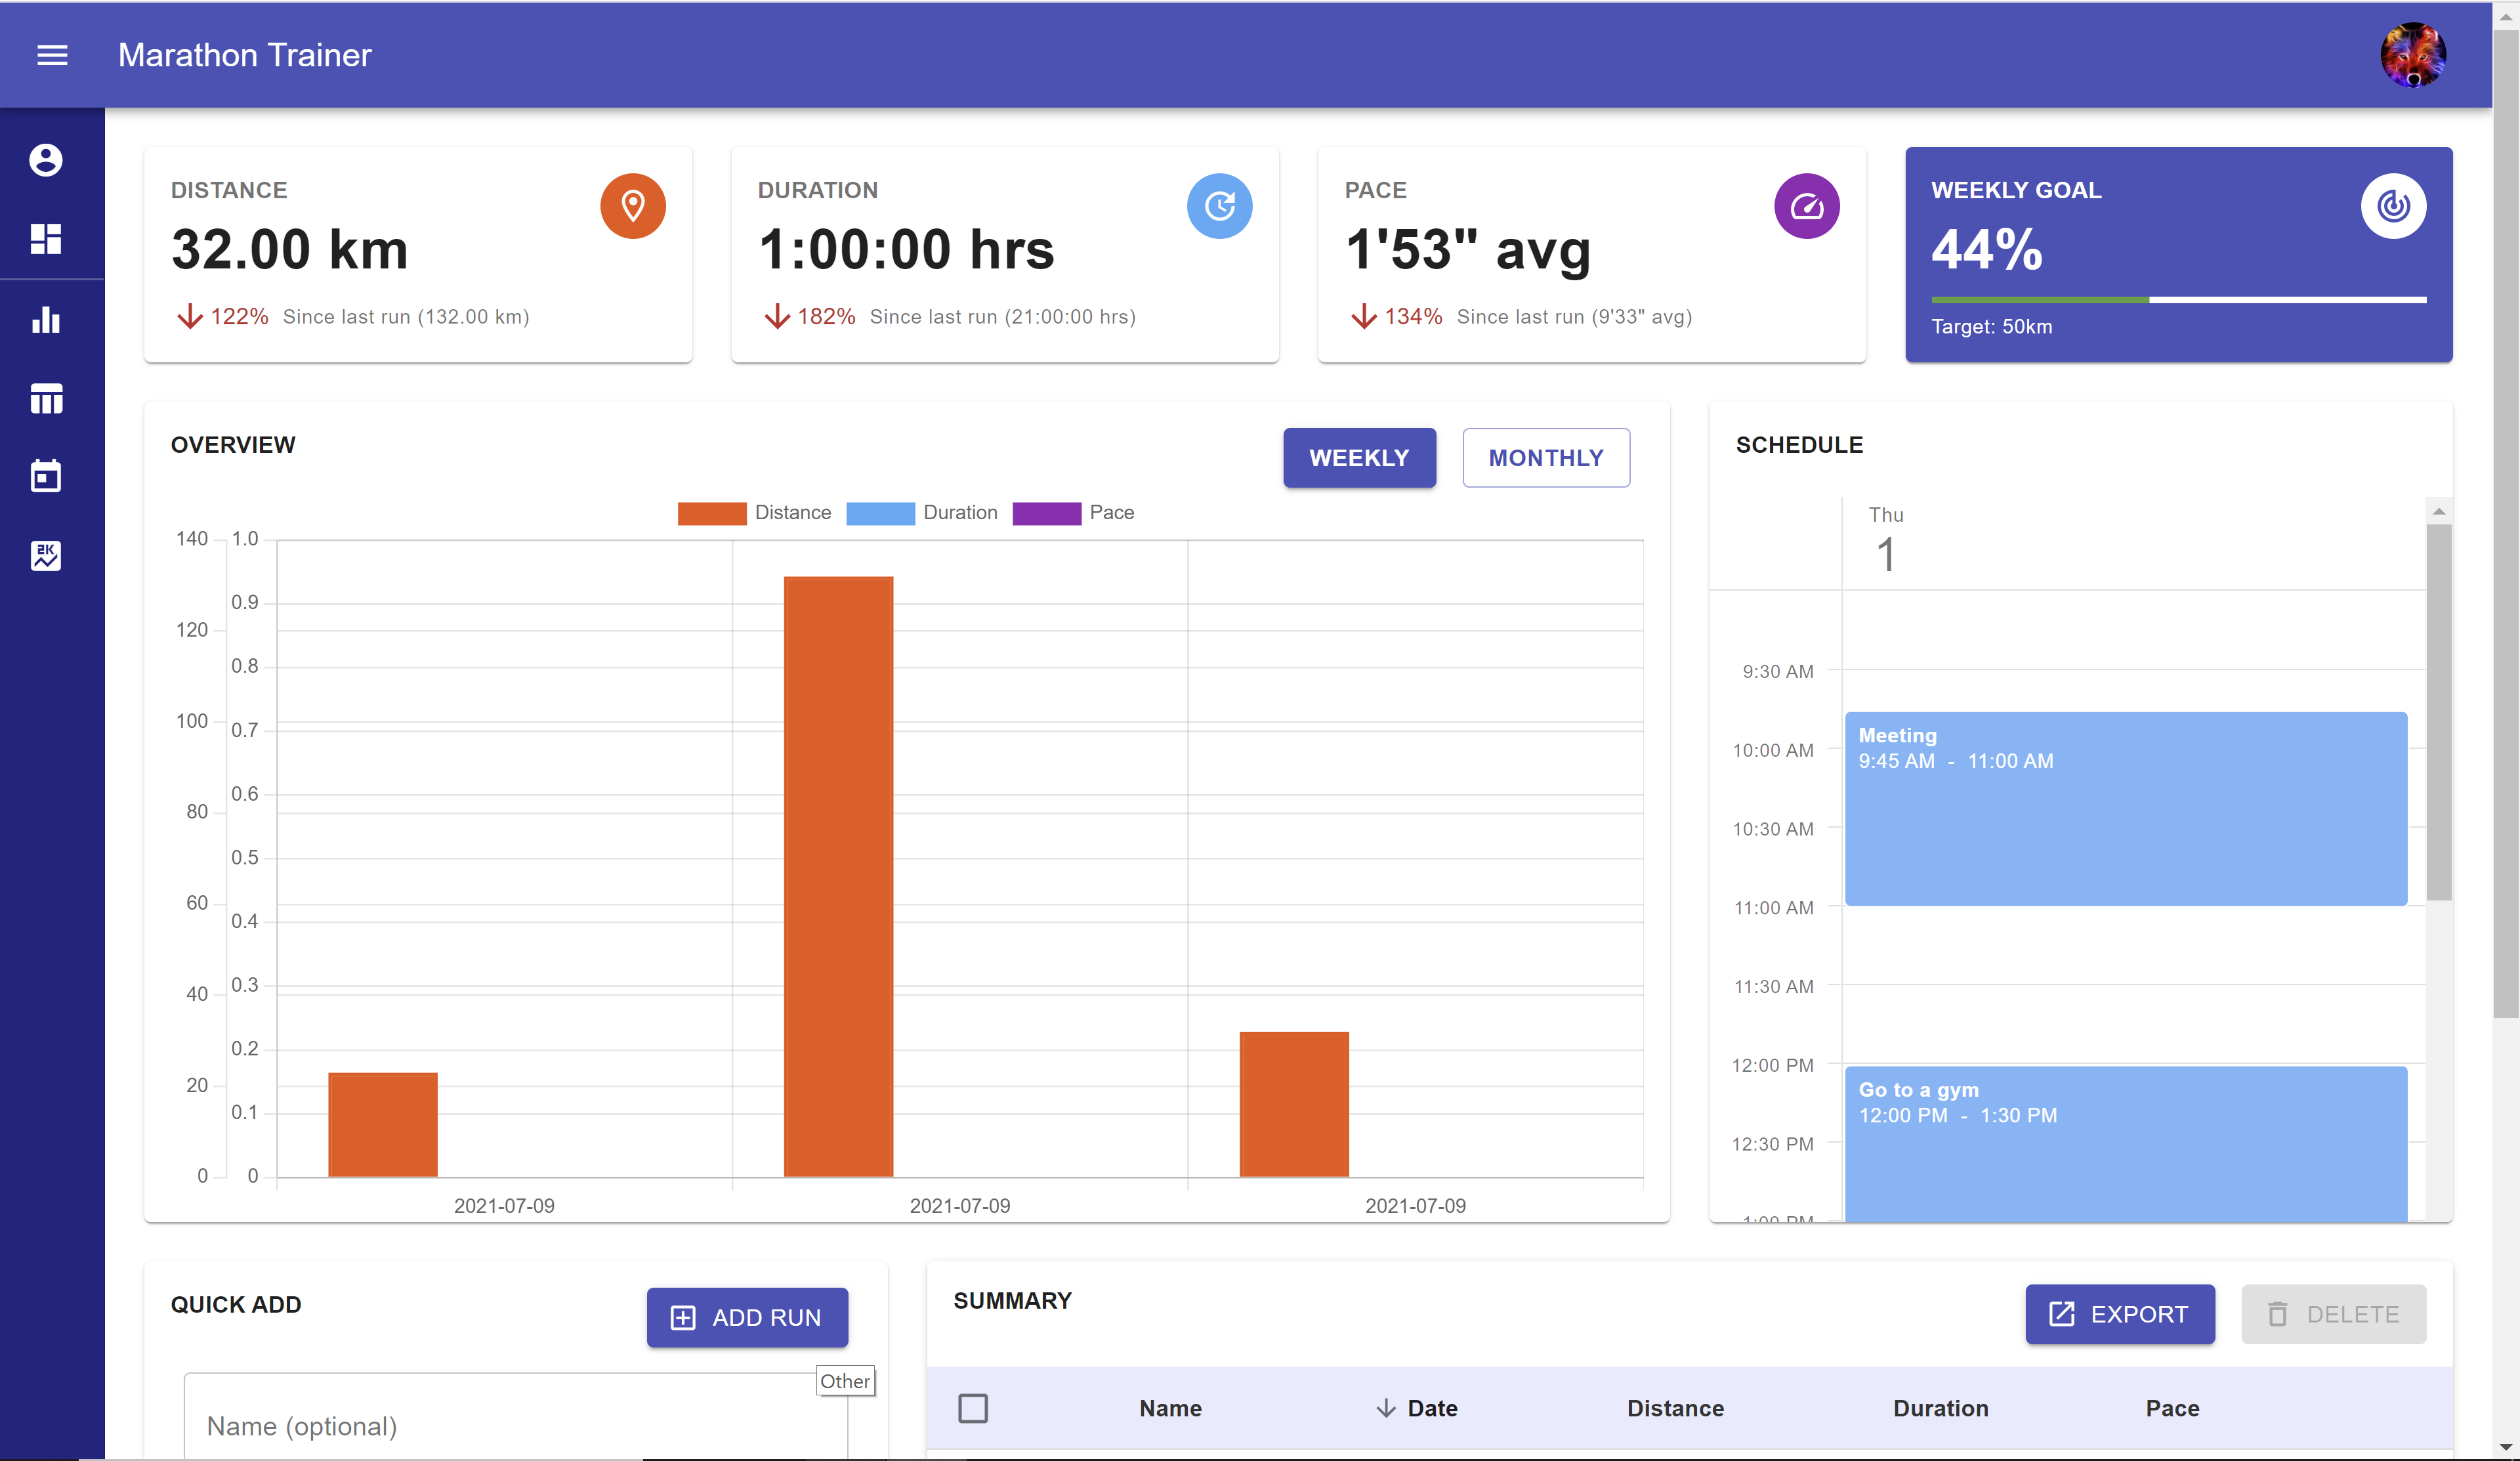 Marathon Trainer
DISTANCE
32.00 km
122% Since last run (132.00 km)
DURATION
1:00:00 hrs
182% Since last run (21:00:00 hrs)
PACE
1'53" avg
134% Since last run (9'33" avg)
WEEKLY GOAL
44%
Target: 50km
2K
OVERVIEW
WEEKLY MONTHLY
Distance Duration Pace
140 1.0
0.9
120
0.8
100
0.7
0.6
80
0.5
60
0.4
0.3
40
0.2
20
0.1
0 0
2021-07-09 2021-07-09 2021-07-09
SCHEDULE
Thu
1
9:30 AM
Meeting
9:45 AM - 11:00 AM
10:00 AM
10:30 AM
11:00 AM
11:30 AM
12:00 PM
Go to a gym
12:00 PM - 1:30 PM
12:30 PM
1:00 PM
QUICK ADD
ADD RUN
Other
Name (optional)
SUMMARY
EXPORT DELETE
Name Date Distance Duration Pace